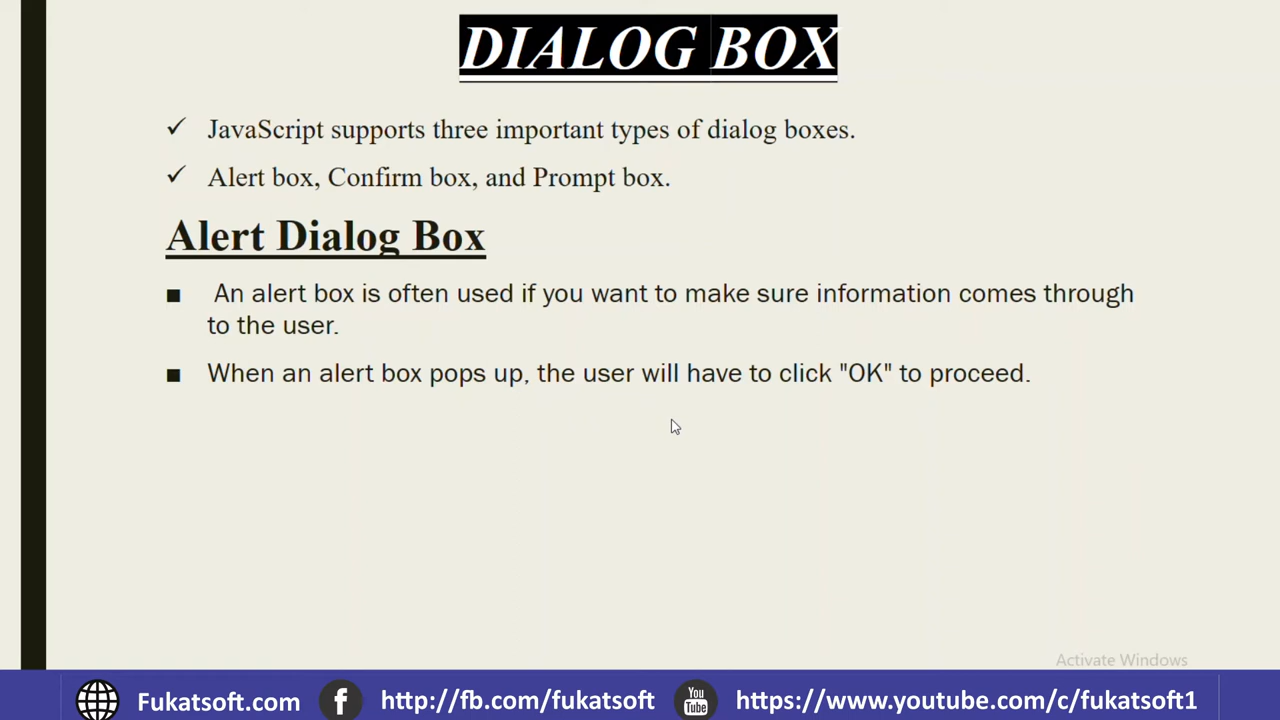 DIALOG BOX
✓ JavaScript supports three important types of dialog boxes.
✓ Alert box, Confirm box, and Prompt box.
Alert Dialog Box
■ An alert box is often used if you want to make sure information comes through
to the user.
■ When an alert box pops up, the user will have to click "OK" to proceed.
Activate Windows
Fukatsoft.com f http://fb.com/fukatsoft You Tube https://www.youtube.com/c/fukatsoft1